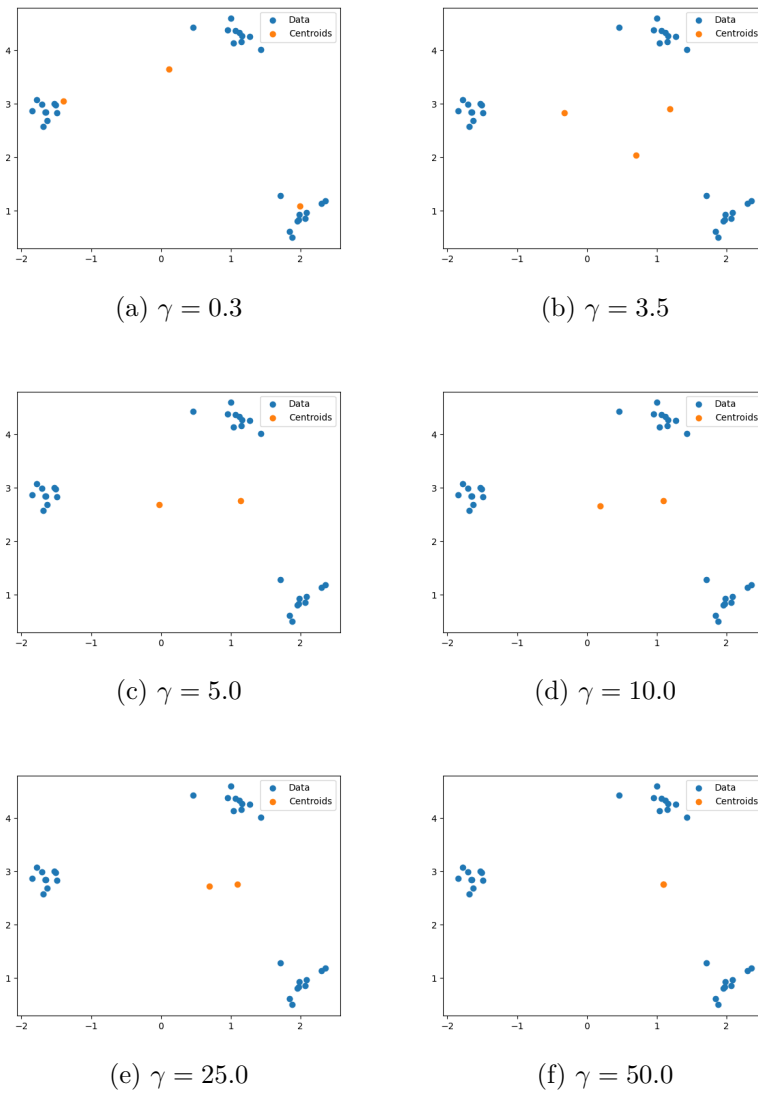 Data
Centroids
4
3
2
1
−2 −1 0 1 2
(a) γ = 0.3
Data
Centroids
4
3
2
1
−2 −1 0 1 2
(b) γ = 3.5
Data
Centroids
4
3
2
1
−2 −1 0 1 2
(c) γ = 5.0
Data
Centroids
4
3
2
1
−2 −1 0 1 2
(d) γ = 10.0
Data
Centroids
4
3
2
1
−2 −1 0 1 2
(e) γ = 25.0
Data
Centroids
4
3
2
1
−2 −1 0 1 2
(f) γ = 50.0